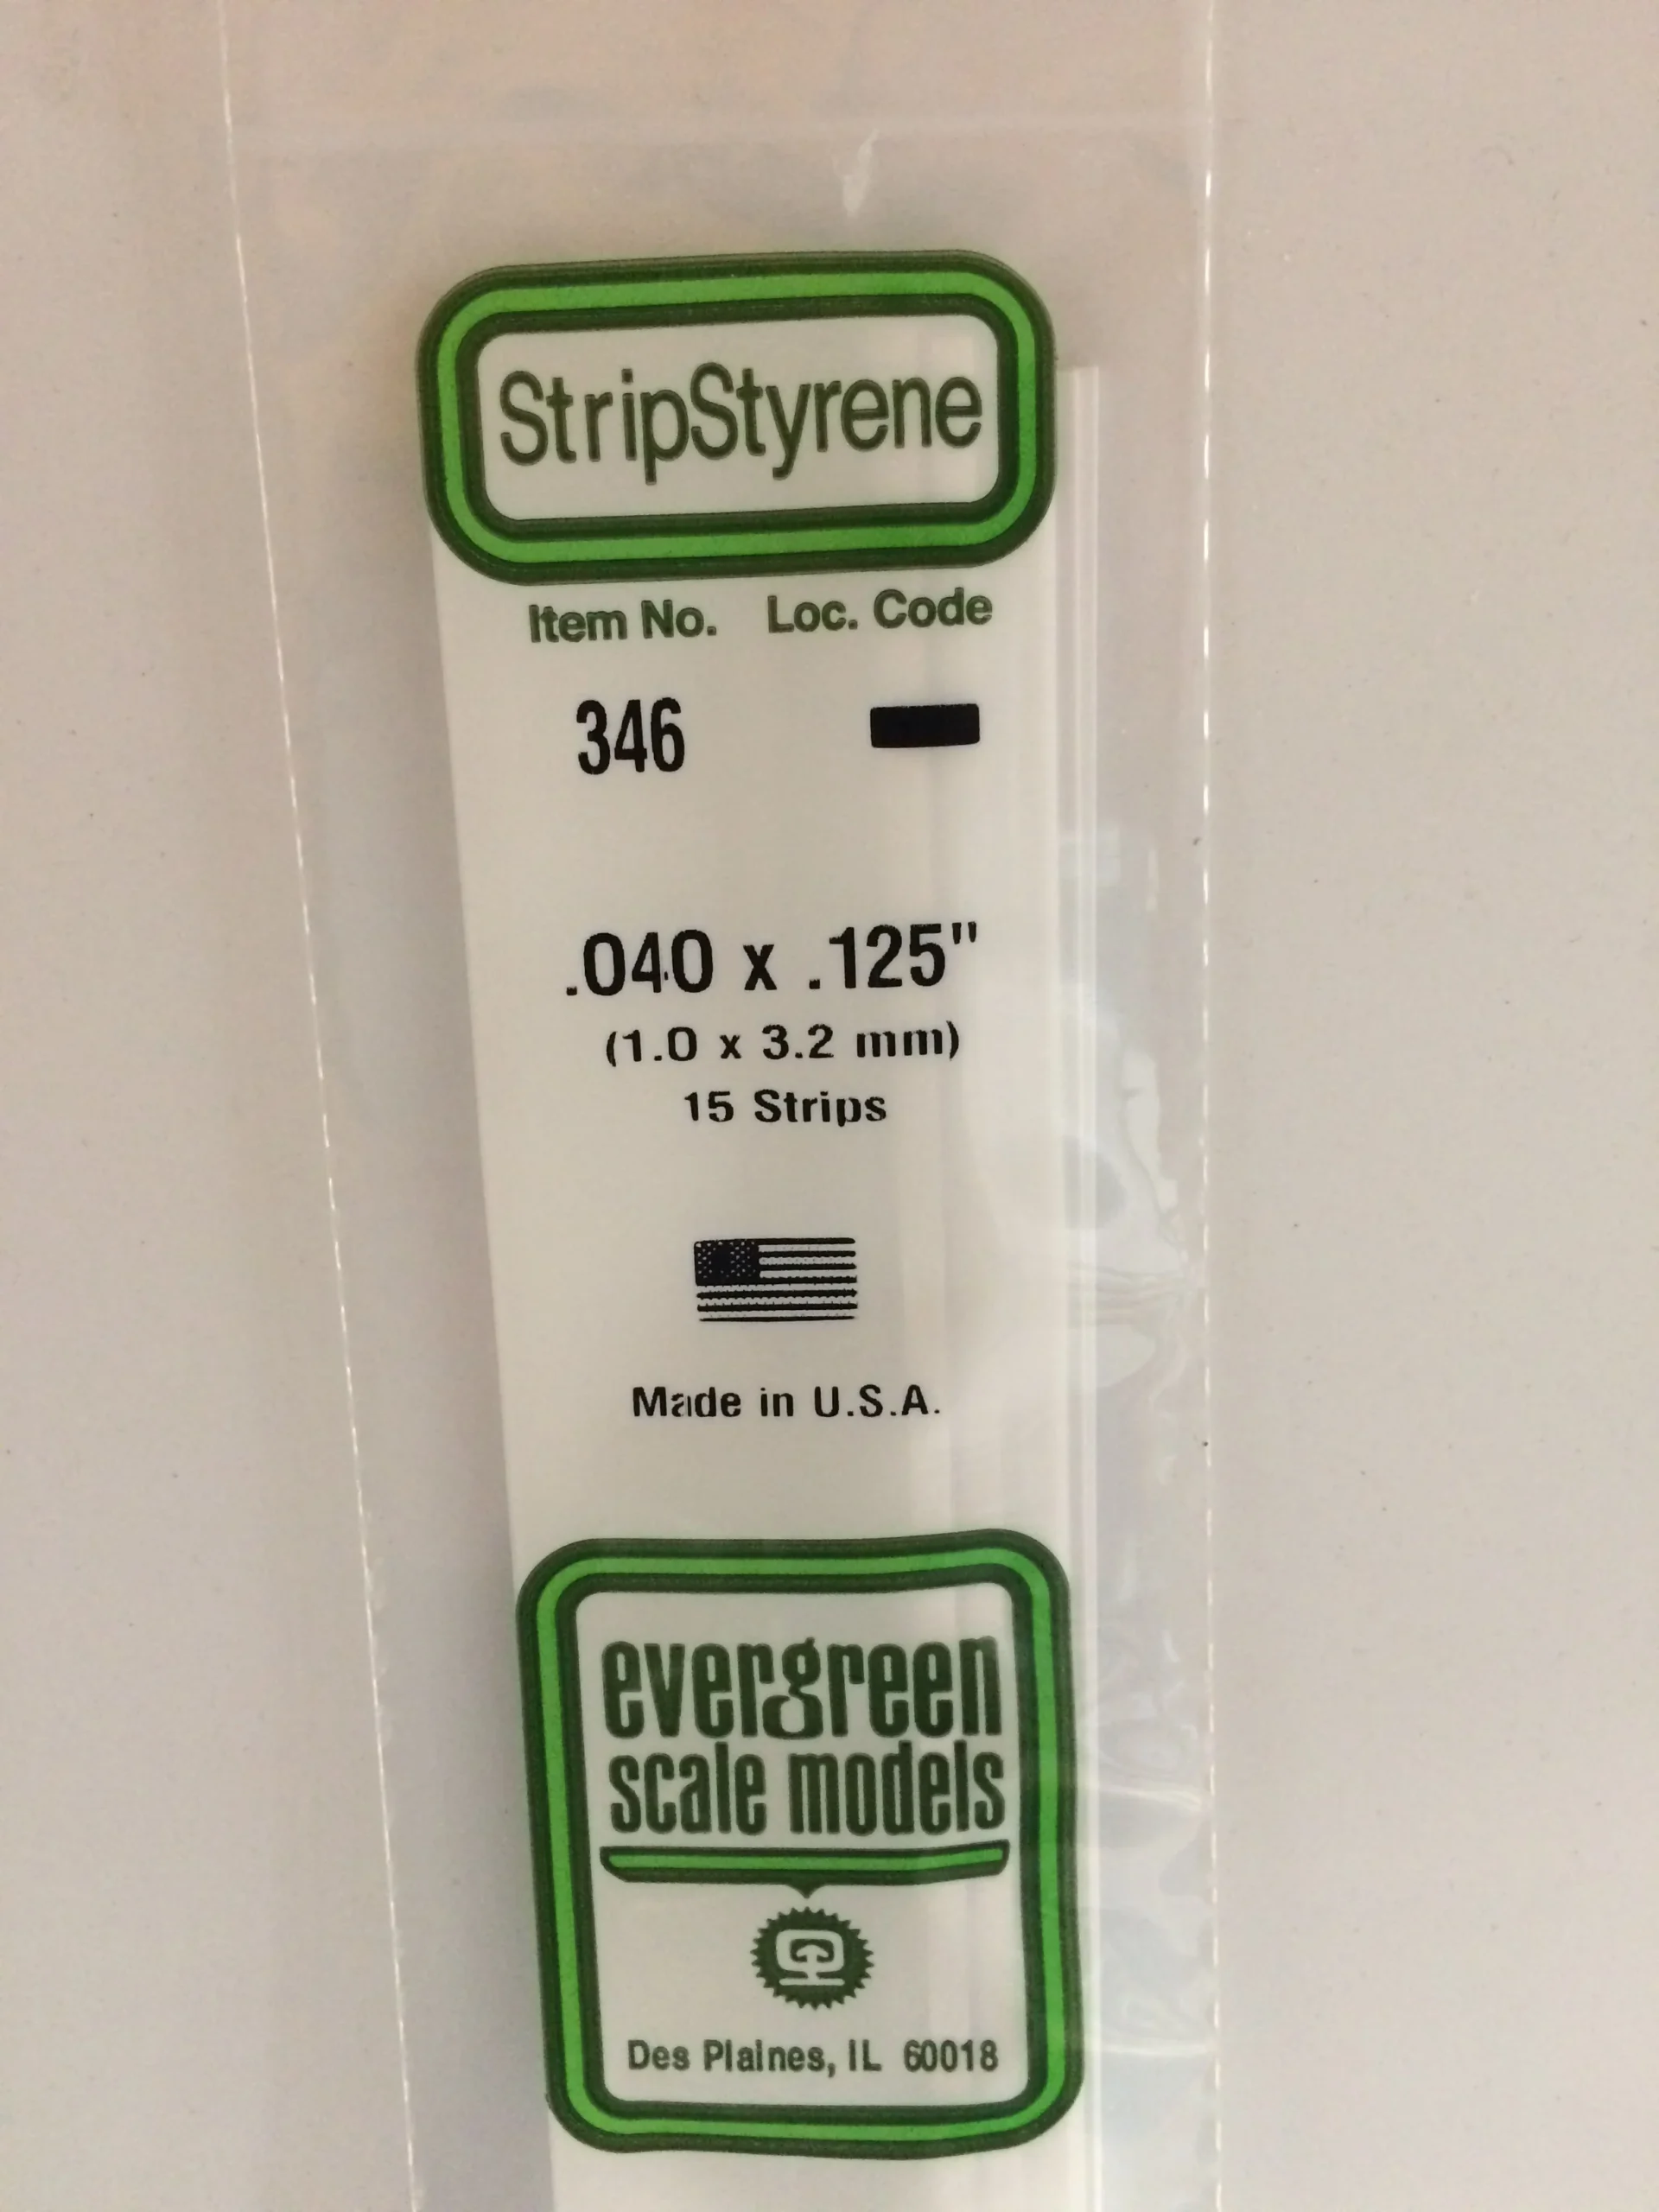 StripStyrene
Item No. Loc. Code
346
.040 x .125"
(1.0 x 3.2 mm)
15 Strips
Made in U.S.A.
evergreen
scale models
Des Plaines, IL 60018